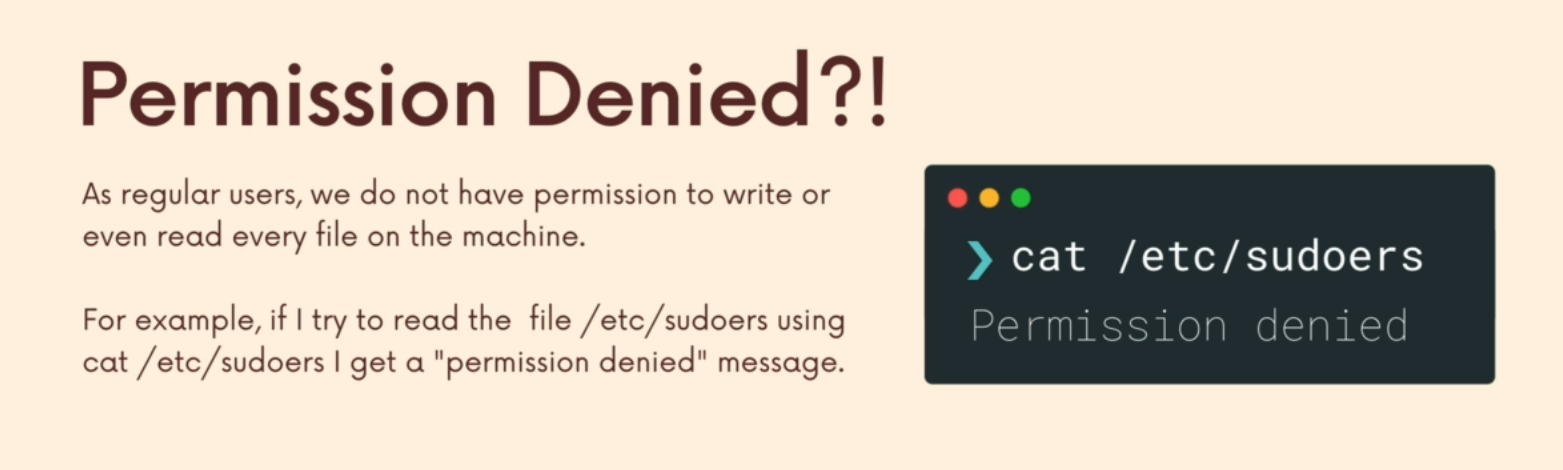 Permission Denied?!
As regular users, we do not have permission to write or
even read every file on the machine.
For example, if I try to read the  file /etc/sudoers using
cat /etc/sudoers I get a "permission denied" message.
❯ cat /etc/sudoers
Permission denied